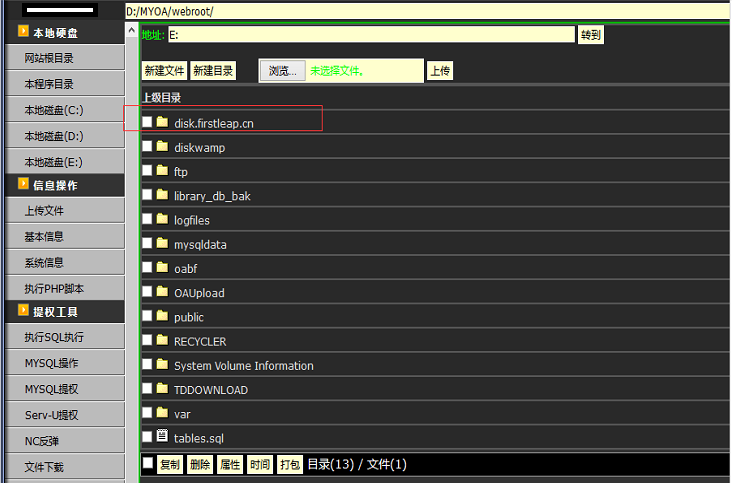 D:/MYOA/webroot/
本地硬盘
网站根目录
本程序目录
本地磁盘(C:)
本地磁盘(D:)
本地磁盘(E:)
信息操作
上传文件
基本信息
系统信息
执行PHP脚本
提权工具
执行SQL执行
MYSQL操作
MYSQL提权
Serv-U提权
NC反弹
文件下载
地址: E: 转到
新建文件 新建目录 浏览... 未选择文件。 上传
上级目录
disk.firstleap.cn
diskwamp
ftp
library_db_bak
logfiles
mysqldata
oabf
OAUpload
public
RECYCLER
System Volume Information
TDDOWNLOAD
var
tables.sql
复制 删除 属性 时间 打包 目录(13) / 文件(1)